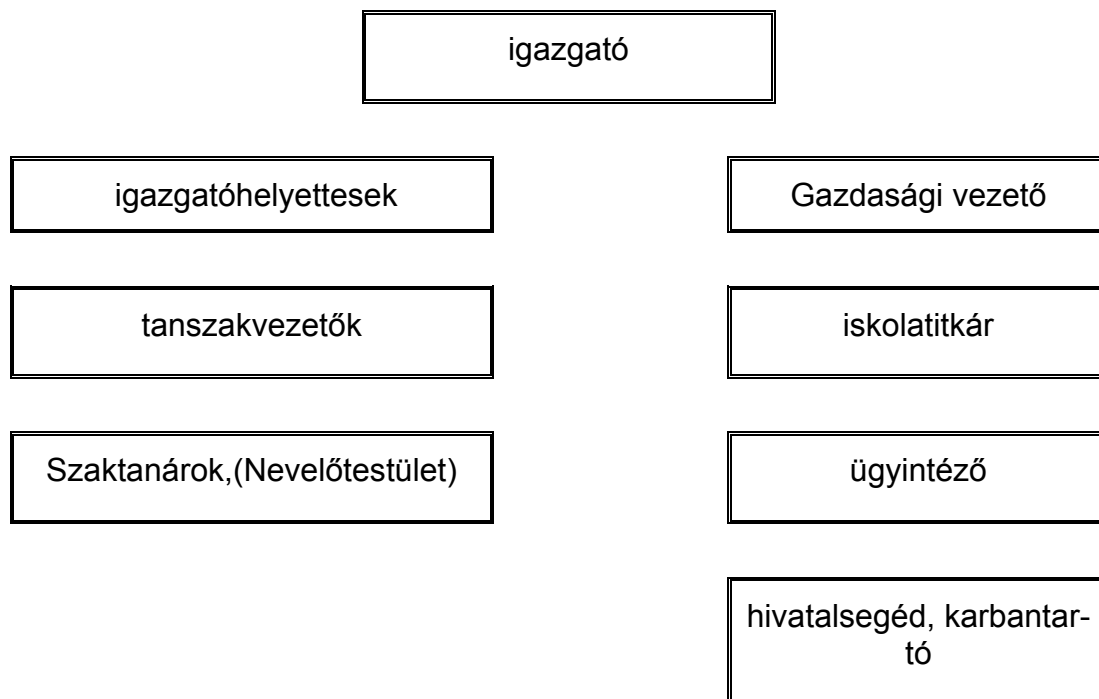 igazgató
igazgatóhelyettesek
Gazdasági vezető
tanszakvezetők
iskolatitkár
Szaktanárok,(Nevelőtestület)
ügyintéző
hivatalsegéd, karbantar-
tó